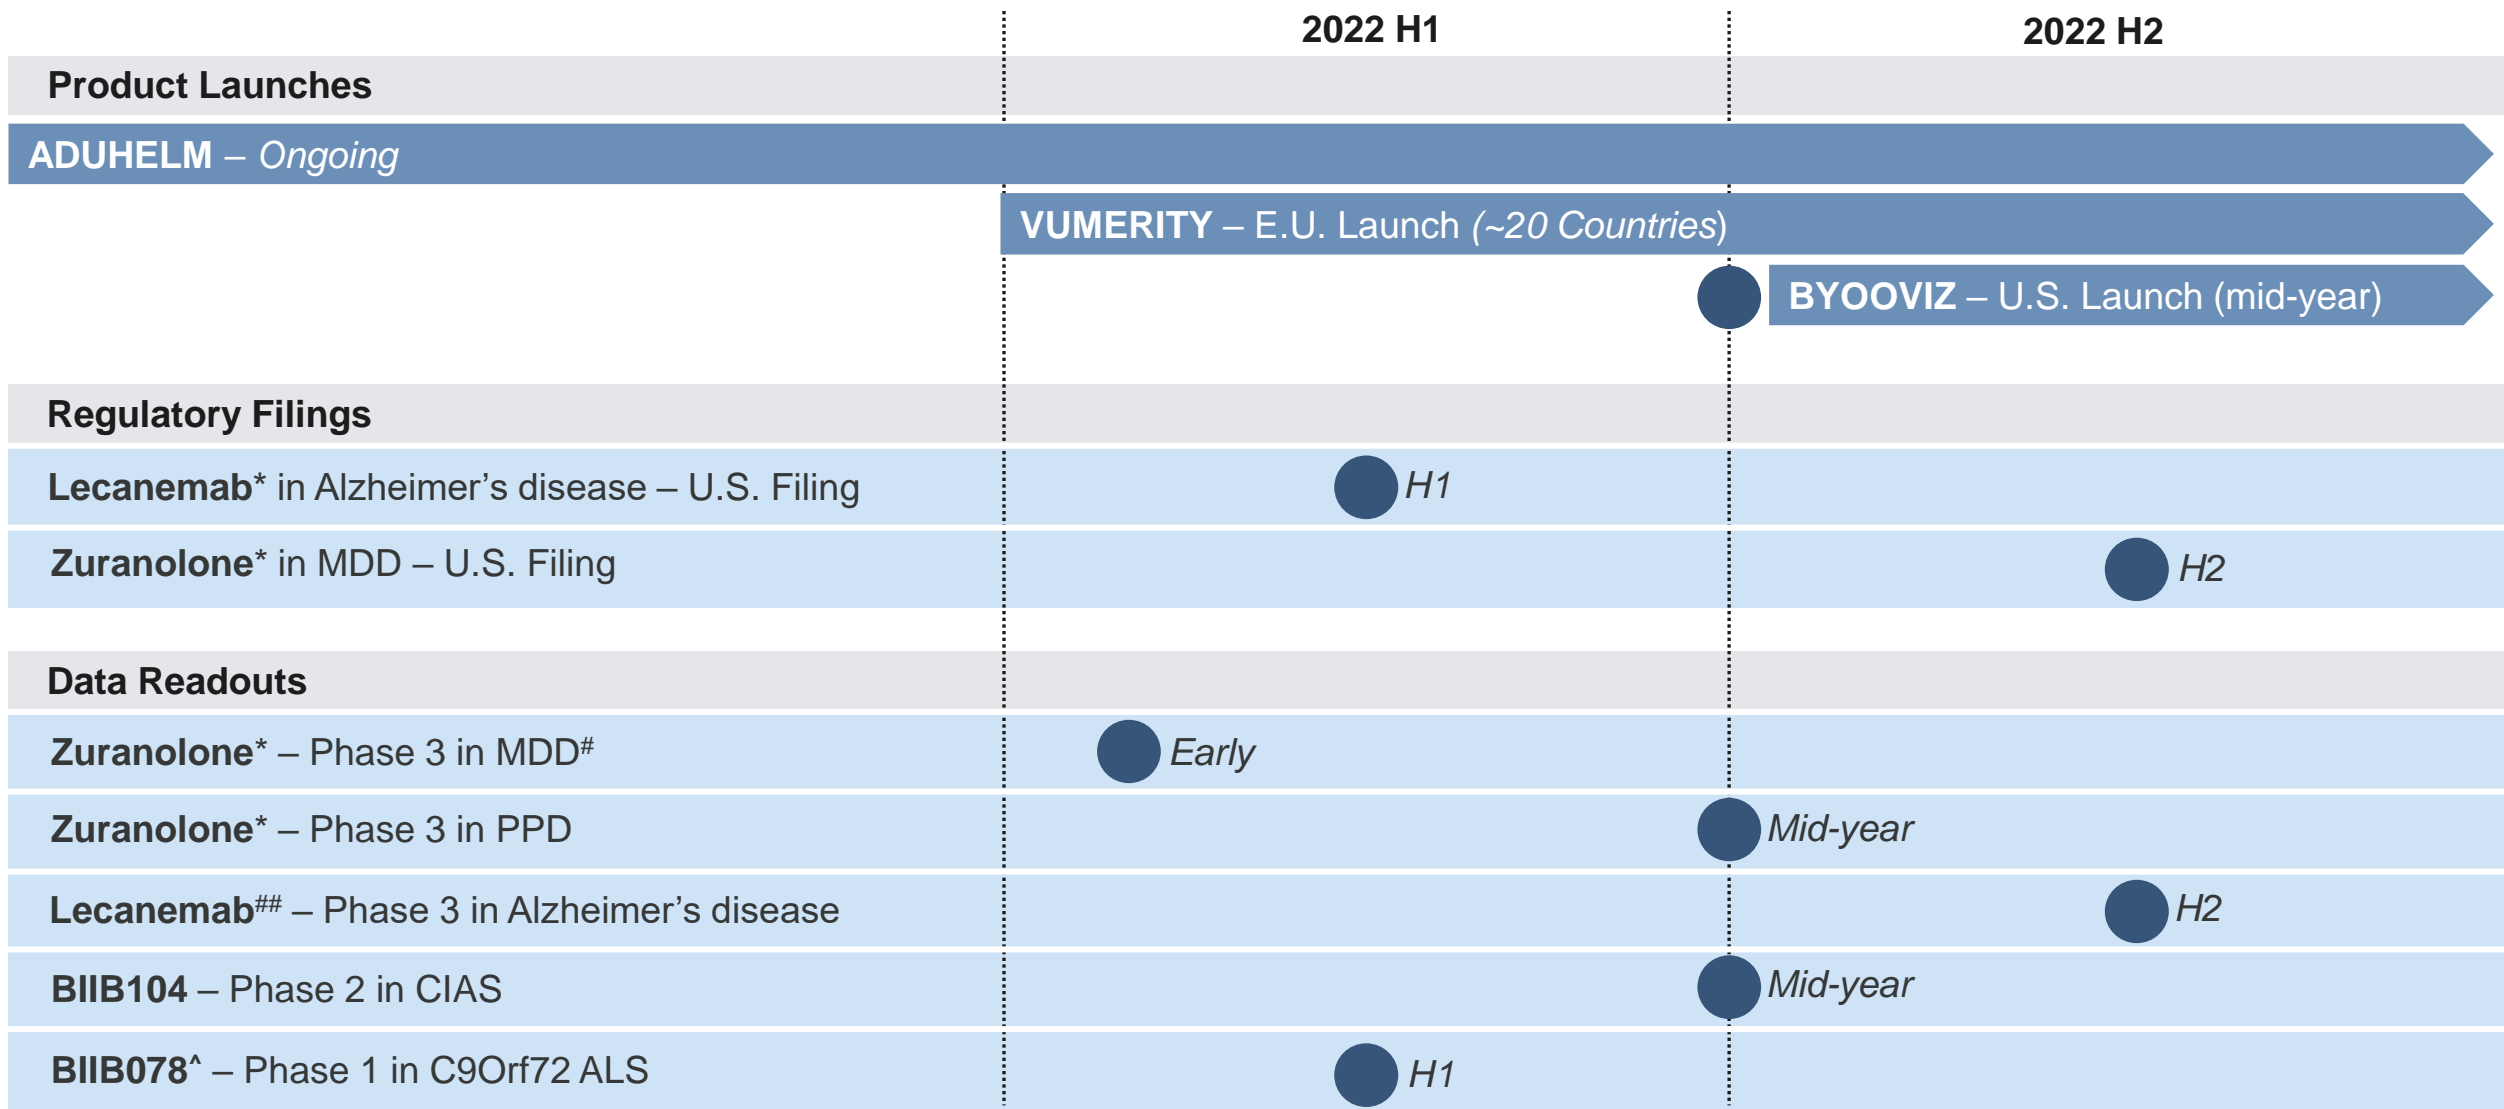 2022 H1
2022 H2
Product Launches
ADUHELM – Ongoing
VUMERITY – E.U. Launch (~20 Countries)
BYOOVIZ – U.S. Launch (mid-year)
Regulatory Filings
Lecanemab* in Alzheimer’s disease – U.S. Filing
H1
Zuranolone* in MDD – U.S. Filing
H2
Data Readouts
Zuranolone* – Phase 3 in MDD#
Early
Zuranolone* – Phase 3 in PPD
Mid-year
Lecanemab## – Phase 3 in Alzheimer’s disease
H2
BIIB104 – Phase 2 in CIAS
Mid-year
BIIB078^ – Phase 1 in C9Orf72 ALS
H1